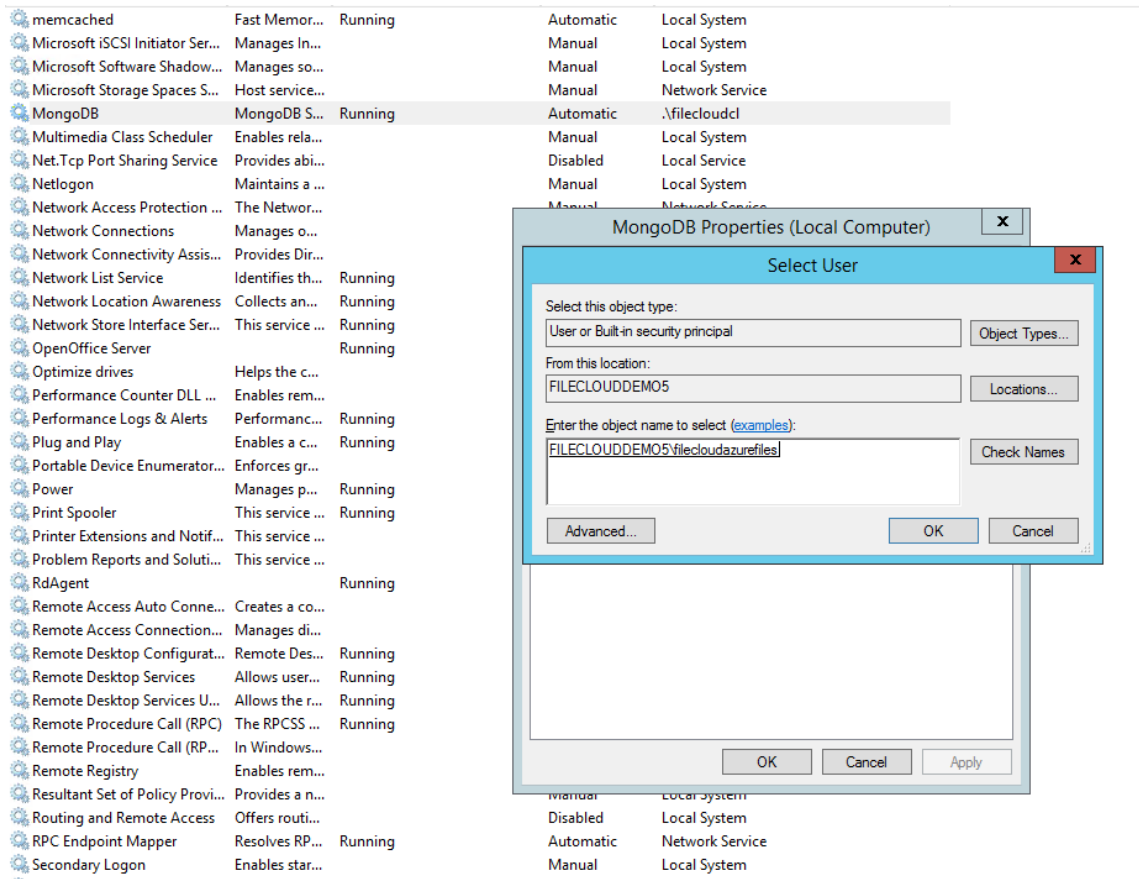 memcached Fast Memor... Running Automatic Local System
Microsoft iSCSI Initiator Ser... Manages In... Manual Local System
Microsoft Software Shadow... Manages so... Manual Local System
Microsoft Storage Spaces S... Host service... Manual Network Service
MongoDB MongoDB S... Running Automatic .\filecloudcl
Multimedia Class Scheduler Enables rela... Manual Local System
Net.Tcp Port Sharing Service Provides abi... Disabled Local Service
Netlogon Maintains a ... Manual Local System
Network Access Protection ... The Networ... Manual Network Service
Network Connections Manages o...
Network Connectivity Assis... Provides Dir...
Network List Service Identifies th... Running
Network Location Awareness Collects an... Running
Network Store Interface Ser... This service ... Running
OpenOffice Server Running
Optimize drives Helps the c...
Performance Counter DLL ... Enables rem...
Performance Logs & Alerts Performanc... Running
Plug and Play Enables a c... Running
Portable Device Enumerator... Enforces gr...
Power Manages p... Running
Print Spooler This service ... Running
Printer Extensions and Notif... This service ...
Problem Reports and Soluti... This service ...
RdAgent Running
Remote Access Auto Conne... Creates a co...
Remote Access Connection... Manages di...
Remote Desktop Configurat... Remote Des... Running
Remote Desktop Services Allows user... Running
Remote Desktop Services U... Allows the r... Running
Remote Procedure Call (RPC) The RPCSS ... Running
Remote Procedure Call (RP... In Windows...
Remote Registry Enables rem...
Resultant Set of Policy Provi... Provides a n... Manual Local System
Routing and Remote Access Offers routi... Disabled Local System
RPC Endpoint Mapper Resolves RP... Running Automatic Network Service
Secondary Logon Enables star... Manual Local System
MongoDB Properties (Local Computer) x
Select User x
Select this object type:
User or Built-in security principal Object Types...
From this location:
FILECLOUDDEMO5 Locations...
Enter the object name to select (examples):
FILECLOUDDEMO5\filecloudazurefiles Check Names
Advanced... OK Cancel
OK Cancel Apply